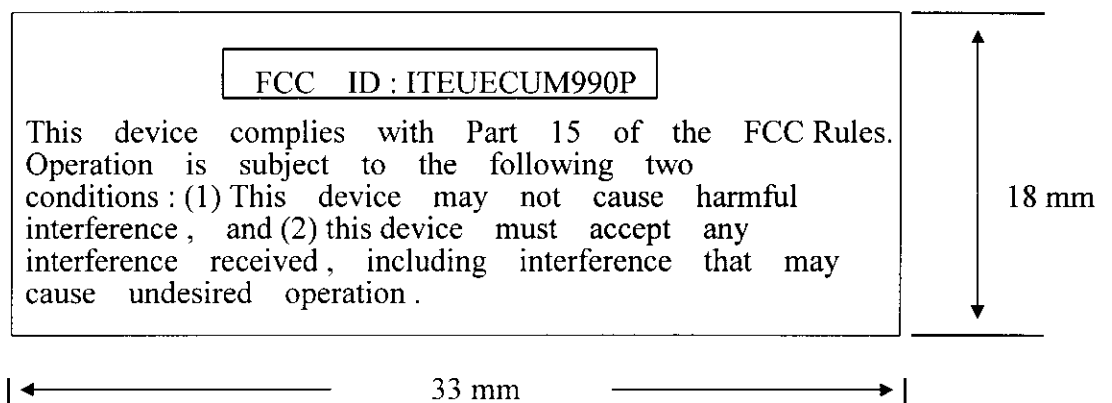 FCC ID : ITEUECUM990P
This device complies with Part 15 of the FCC Rules.
Operation is subject to the following two
conditions : (1) This device may not cause harmful
interference , and (2) this device must accept any
interference received , including interference that may
cause undesired operation .
18 mm
33 mm